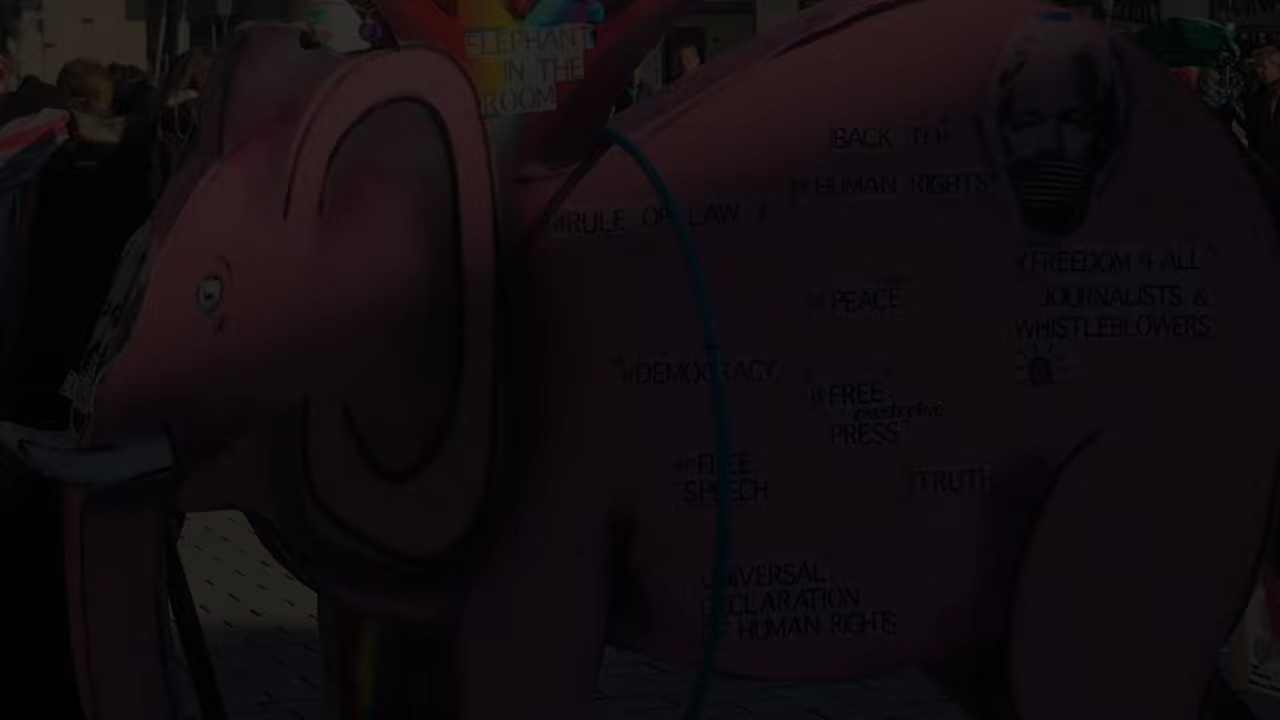 ELEPHANT
IN THE
ROOM
BACK TO
#HUMAN RIGHTS
#RULE OF LAW
#FREEDOM 4 ALL
JOURNALISTS &
WHISTLEBLOWERS
#PEACE
#DEMOCRACY
#FREE
investigative
PRESS
#FREE
SPEECH
TRUTH
UNIVERSAL
DECLARATION
OF HUMAN RIGHTS